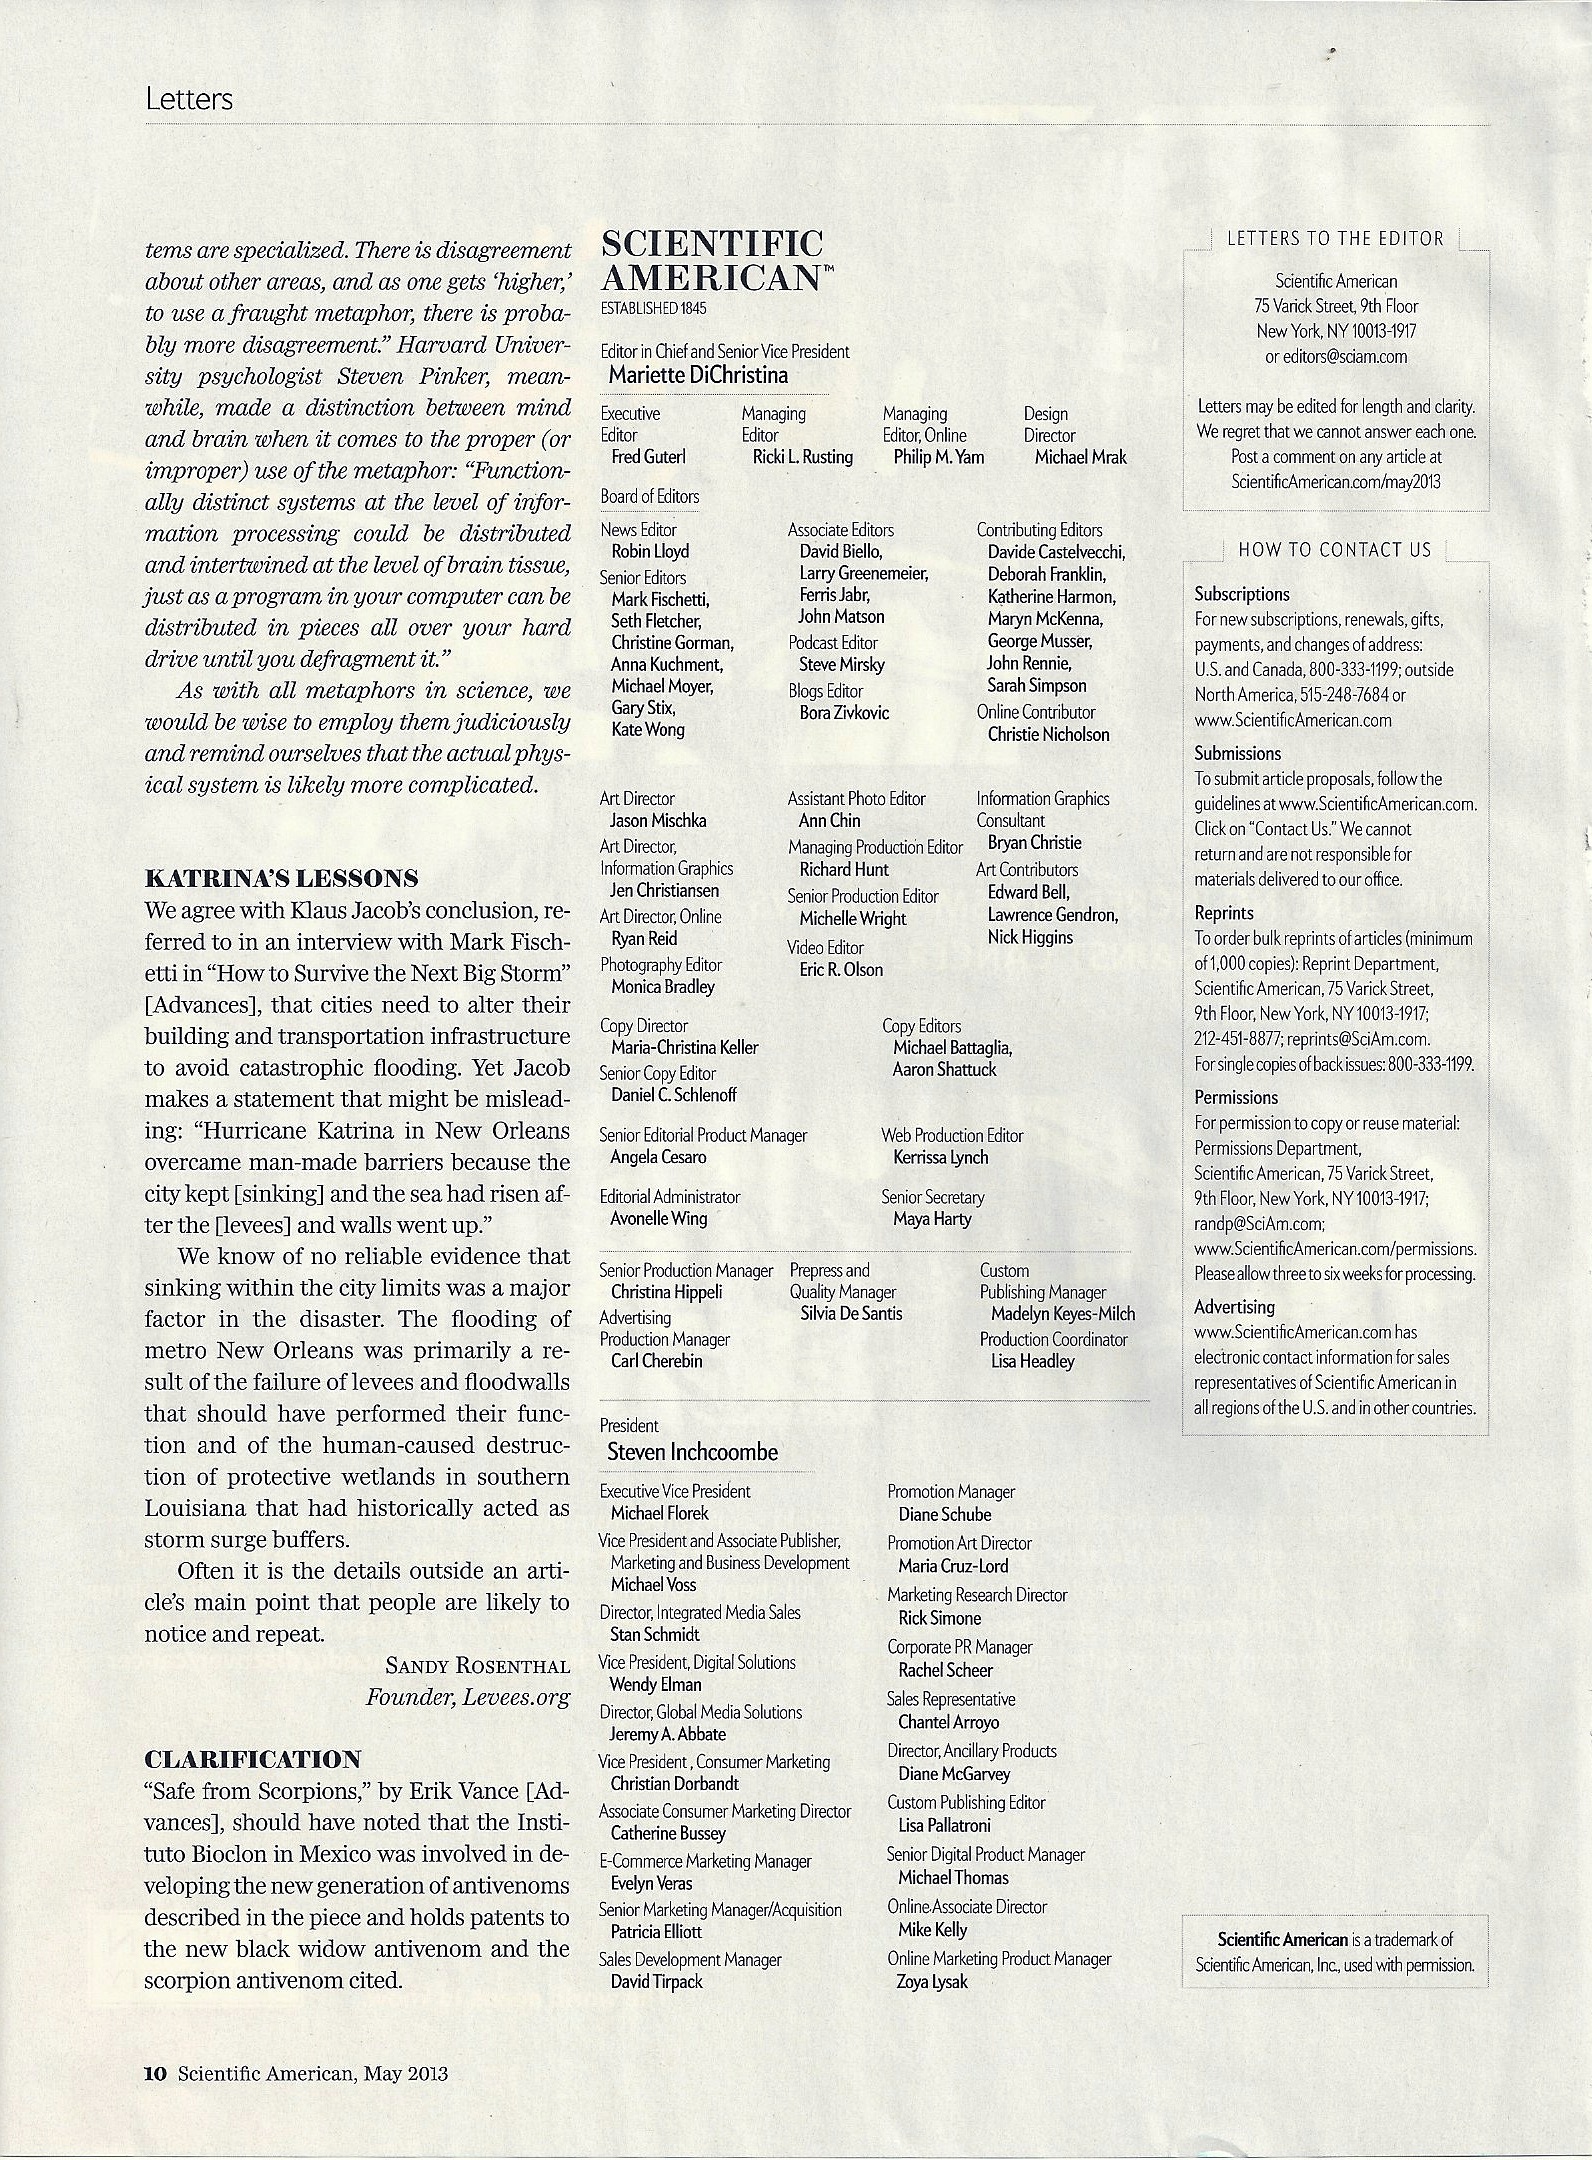 Letters
tems are specialized. There is disagreement
about other areas, and as one gets ‘higher,’
to use a fraught metaphor, there is proba-
bly more disagreement.” Harvard Univer-
sity psychologist Steven Pinker, mean-
while, made a distinction between mind
and brain when it comes to the proper (or
improper) use of the metaphor: “Function-
ally distinct systems at the level of infor-
mation processing could be distributed
and intertwined at the level of brain tissue,
just as a program in your computer can be
distributed in pieces all over your hard
drive until you defragment it.”
As with all metaphors in science, we
would be wise to employ them judiciously
and remind ourselves that the actual phys-
ical system is likely more complicated.
KATRINA’S LESSONS
We agree with Klaus Jacob’s conclusion, re-
ferred to in an interview with Mark Fisch-
etti in “How to Survive the Next Big Storm”
[Advances], that cities need to alter their
building and transportation infrastructure
to avoid catastrophic flooding. Yet Jacob
makes a statement that might be mislead-
ing: “Hurricane Katrina in New Orleans
overcame man-made barriers because the
city kept [sinking] and the sea had risen af-
ter the [levees] and walls went up.”
We know of no reliable evidence that
sinking within the city limits was a major
factor in the disaster. The flooding of
metro New Orleans was primarily a re-
sult of the failure of levees and floodwalls
that should have performed their func-
tion and of the human-caused destruc-
tion of protective wetlands in southern
Louisiana that had historically acted as
storm surge buffers.
Often it is the details outside an arti-
cle’s main point that people are likely to
notice and repeat.
SANDY ROSENTHAL
Founder, Levees.org
CLARIFICATION
“Safe from Scorpions,” by Erik Vance [Ad-
vances], should have noted that the Insti-
tuto Bioclon in Mexico was involved in de-
veloping the new generation of antivenoms
described in the piece and holds patents to
the new black widow antivenom and the
scorpion antivenom cited.
SCIENTIFIC
AMERICAN™
ESTABLISHED 1845
Editor in Chief and Senior Vice President
Mariette DiChristina
Executive
Editor
Fred Guterl
Managing
Editor
Ricki L. Rusting
Managing
Editor, Online
Philip M. Yam
Design
Director
Michael Mrak
Board of Editors
News Editor
Robin Lloyd
Senior Editors
Mark Fischetti,
Seth Fletcher,
Christine Gorman,
Anna Kuchment,
Michael Moyer,
Gary Stix,
Kate Wong
Associate Editors
David Biello,
Larry Greenemeier,
Ferris Jabr,
John Matson
Podcast Editor
Steve Mirsky
Blogs Editor
Bora Zivkovic
Contributing Editors
Davide Castelvecchi,
Deborah Franklin,
Katherine Harmon,
Maryn McKenna,
George Musser,
John Rennie,
Sarah Simpson
Online Contributor
Christie Nicholson
Art Director
Jason Mischka
Art Director,
Information Graphics
Jen Christiansen
Art Director, Online
Ryan Reid
Photography Editor
Monica Bradley
Assistant Photo Editor
Ann Chin
Managing Production Editor
Richard Hunt
Senior Production Editor
Michelle Wright
Video Editor
Eric R. Olson
Information Graphics
Consultant
Bryan Christie
Art Contributors
Edward Bell,
Lawrence Gendron,
Nick Higgins
Copy Director
Maria-Christina Keller
Senior Copy Editor
Daniel C. Schlenoff
Copy Editors
Michael Battaglia,
Aaron Shattuck
Senior Editorial Product Manager
Angela Cesaro
Web Production Editor
Kerrissa Lynch
Editorial Administrator
Avonelle Wing
Senior Secretary
Maya Harty
Senior Production Manager
Christina Hippeli
Advertising
Production Manager
Carl Cherebin
Prepress and
Quality Manager
Silvia De Santis
Custom
Publishing Manager
Madelyn Keyes-Milch
Production Coordinator
Lisa Headley
President
Steven Inchcoombe
Executive Vice President
Michael Florek
Vice President and Associate Publisher,
Marketing and Business Development
Michael Voss
Director, Integrated Media Sales
Stan Schmidt
Vice President, Digital Solutions
Wendy Elman
Director, Global Media Solutions
Jeremy A. Abbate
Vice President , Consumer Marketing
Christian Dorbandt
Associate Consumer Marketing Director
Catherine Bussey
E-Commerce Marketing Manager
Evelyn Veras
Senior Marketing Manager/Acquisition
Patricia Elliott
Sales Development Manager
David Tirpack
Promotion Manager
Diane Schube
Promotion Art Director
Maria Cruz-Lord
Marketing Research Director
Rick Simone
Corporate PR Manager
Rachel Scheer
Sales Representative
Chantel Arroyo
Director, Ancillary Products
Diane McGarvey
Custom Publishing Editor
Lisa Pallatroni
Senior Digital Product Manager
Michael Thomas
Online Associate Director
Mike Kelly
Online Marketing Product Manager
Zoya Lysak
LETTERS TO THE EDITOR
Scientific American
75 Varick Street, 9th Floor
New York, NY 10013-1917
or editors@sciam.com
Letters may be edited for length and clarity.
We regret that we cannot answer each one.
Post a comment on any article at
ScientificAmerican.com/may2013
HOW TO CONTACT US
Subscriptions
For new subscriptions, renewals, gifts,
payments, and changes of address:
U.S. and Canada, 800-333-1199; outside
North America, 515-248-7684 or
www.ScientificAmerican.com
Submissions
To submit article proposals, follow the
guidelines at www.ScientificAmerican.com.
Click on “Contact Us.” We cannot
return and are not responsible for
materials delivered to our office.
Reprints
To order bulk reprints of articles (minimum
of 1,000 copies): Reprint Department,
Scientific American, 75 Varick Street,
9th Floor, New York, NY 10013-1917;
212-451-8877; reprints@SciAm.com.
For single copies of back issues: 800-333-1199.
Permissions
For permission to copy or reuse material:
Permissions Department,
Scientific American, 75 Varick Street,
9th Floor, New York, NY 10013-1917;
randp@SciAm.com;
www.ScientificAmerican.com/permissions.
Please allow three to six weeks for processing.
Advertising
www.ScientificAmerican.com has
electronic contact information for sales
representatives of Scientific American in
all regions of the U.S. and in other countries.
Scientific American is a trademark of
Scientific American, Inc., used with permission.
10 Scientific American, May 2013